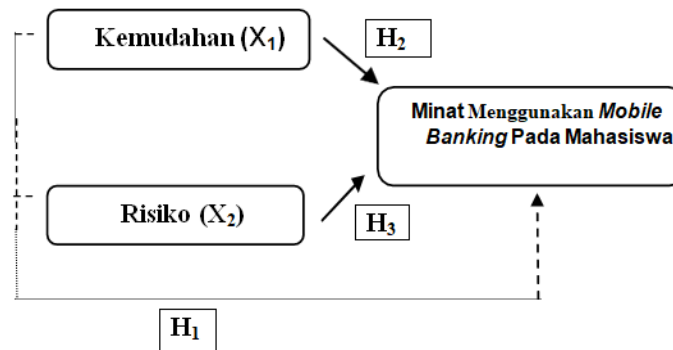 Kemudahan (X₁)
H₂
Minat Menggunakan Mobile
Banking Pada Mahasiswa
Risiko (X₂)
H₃
H₁